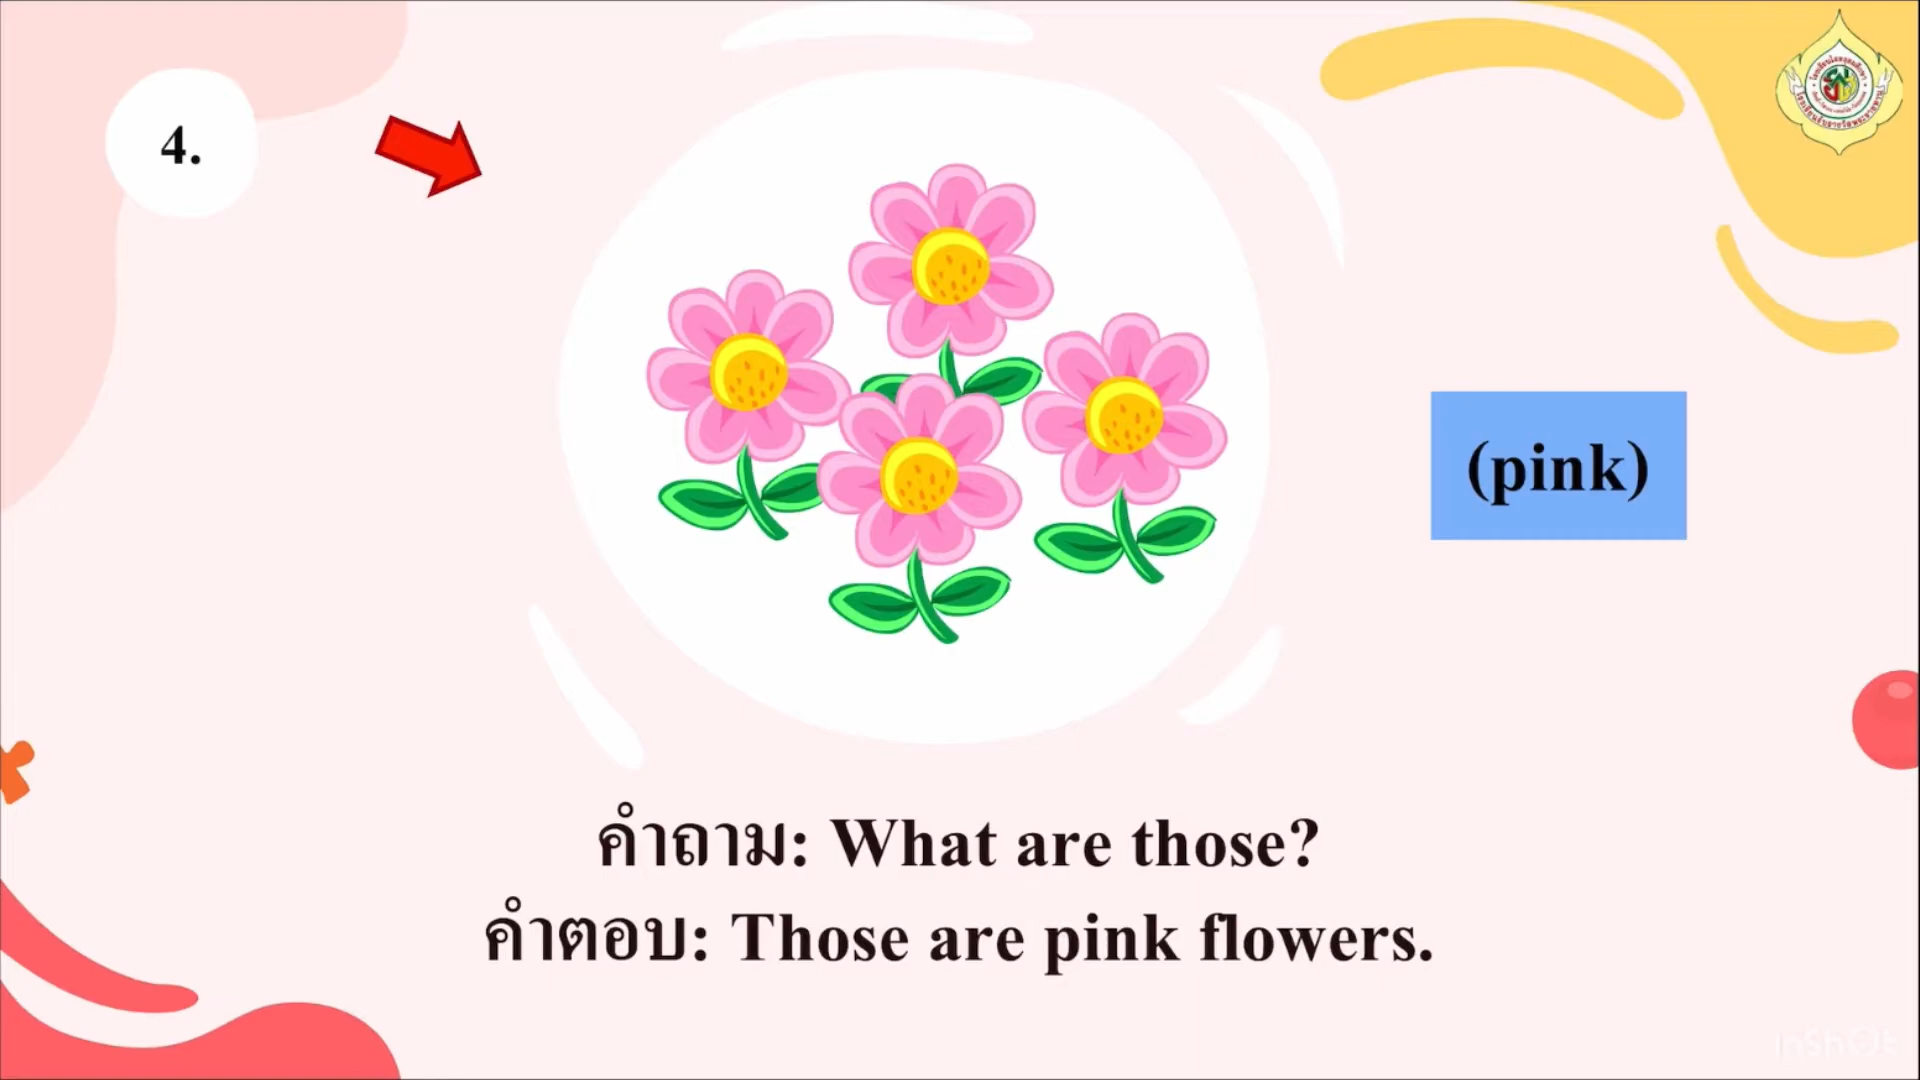 4.
(pink)
คำถาม: What are those?
คำตอบ: Those are pink flowers.
InShOt